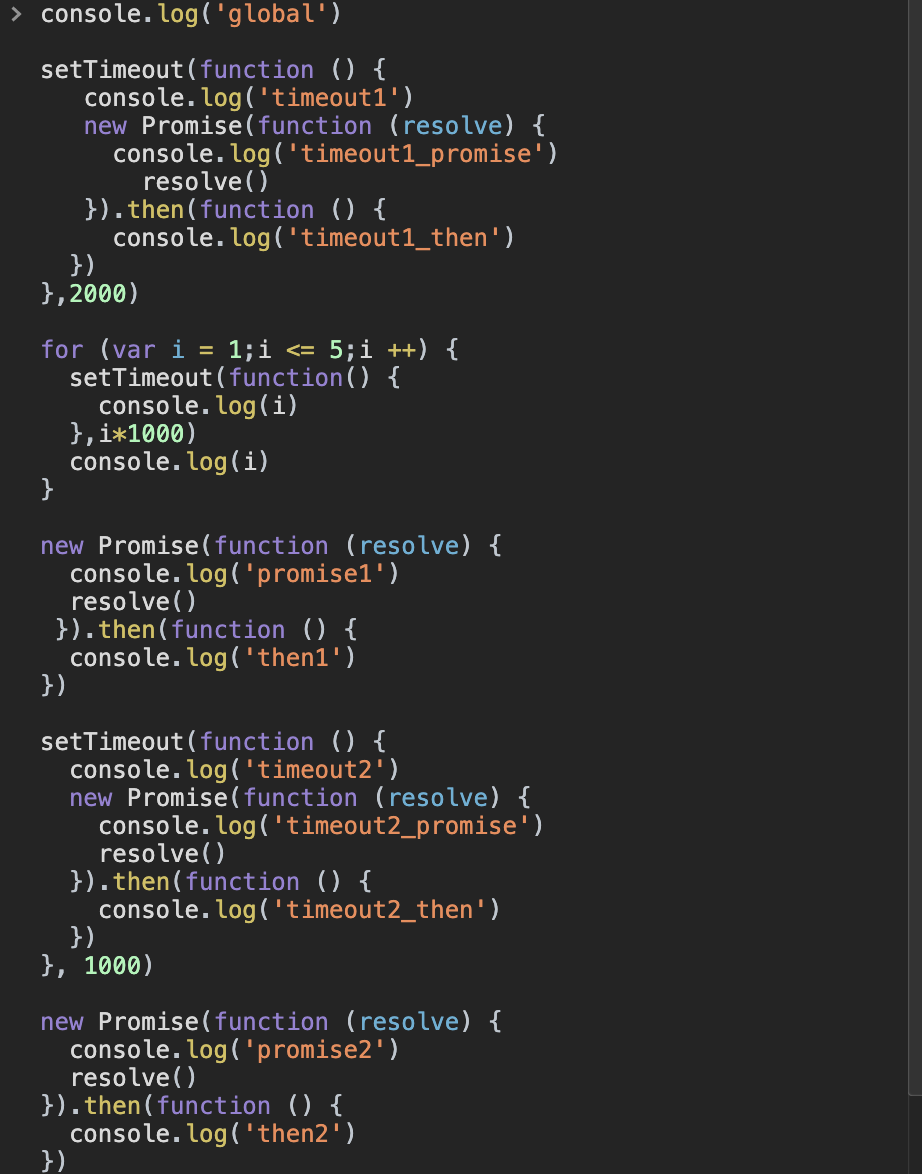 > console.log('global')

setTimeout(function () {
   console.log('timeout1')
   new Promise(function (resolve) {
     console.log('timeout1_promise')
       resolve()
   }).then(function () {
     console.log('timeout1_then')
  })
},2000)

for (var i = 1;i <= 5;i ++) {
  setTimeout(function() {
    console.log(i)
  },i*1000)
  console.log(i)
}

new Promise(function (resolve) {
  console.log('promise1')
  resolve()
 }).then(function () {
  console.log('then1')
})

setTimeout(function () {
  console.log('timeout2')
  new Promise(function (resolve) {
    console.log('timeout2_promise')
    resolve()
  }).then(function () {
    console.log('timeout2_then')
  })
}, 1000)

new Promise(function (resolve) {
  console.log('promise2')
  resolve()
}).then(function () {
  console.log('then2')
})